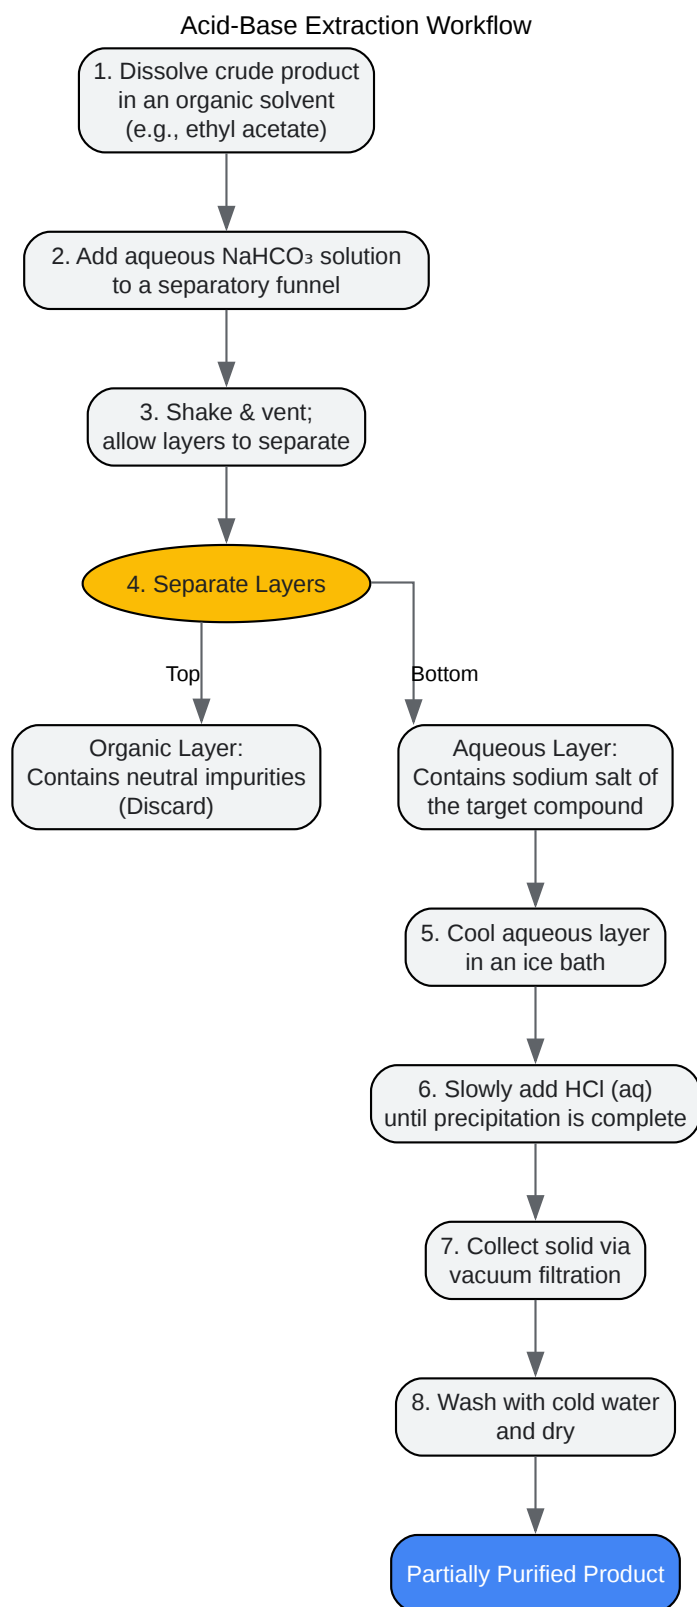 Acid-Base Extraction Workflow
1. Dissolve crude product
in an organic solvent
(e.g., ethyl acetate)
2. Add aqueous NaHCO₃ solution
to a separatory funnel
3. Shake & vent;
allow layers to separate
4. Separate Layers
Top
Bottom
Organic Layer:
Contains neutral impurities
(Discard)
Aqueous Layer:
Contains sodium salt of
the target compound
5. Cool aqueous layer
in an ice bath
6. Slowly add HCl (aq)
until precipitation is complete
7. Collect solid via
vacuum filtration
8. Wash with cold water
and dry
Partially Purified Product